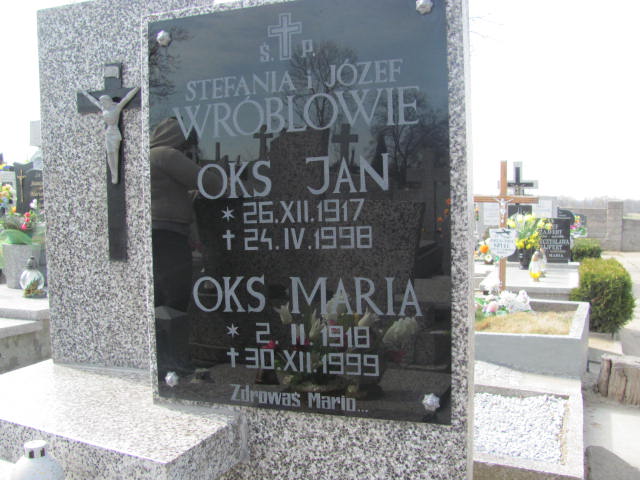 Ś. P.
STEFANIA i JÓZEF
WRÓBLOWIE
OKS JAN
* 26.XII.1917
† 24.IV.1998
OKS MARIA
* 2.II.1918
† 30.XII.1999
Zdrowaś Mario...
MARIA